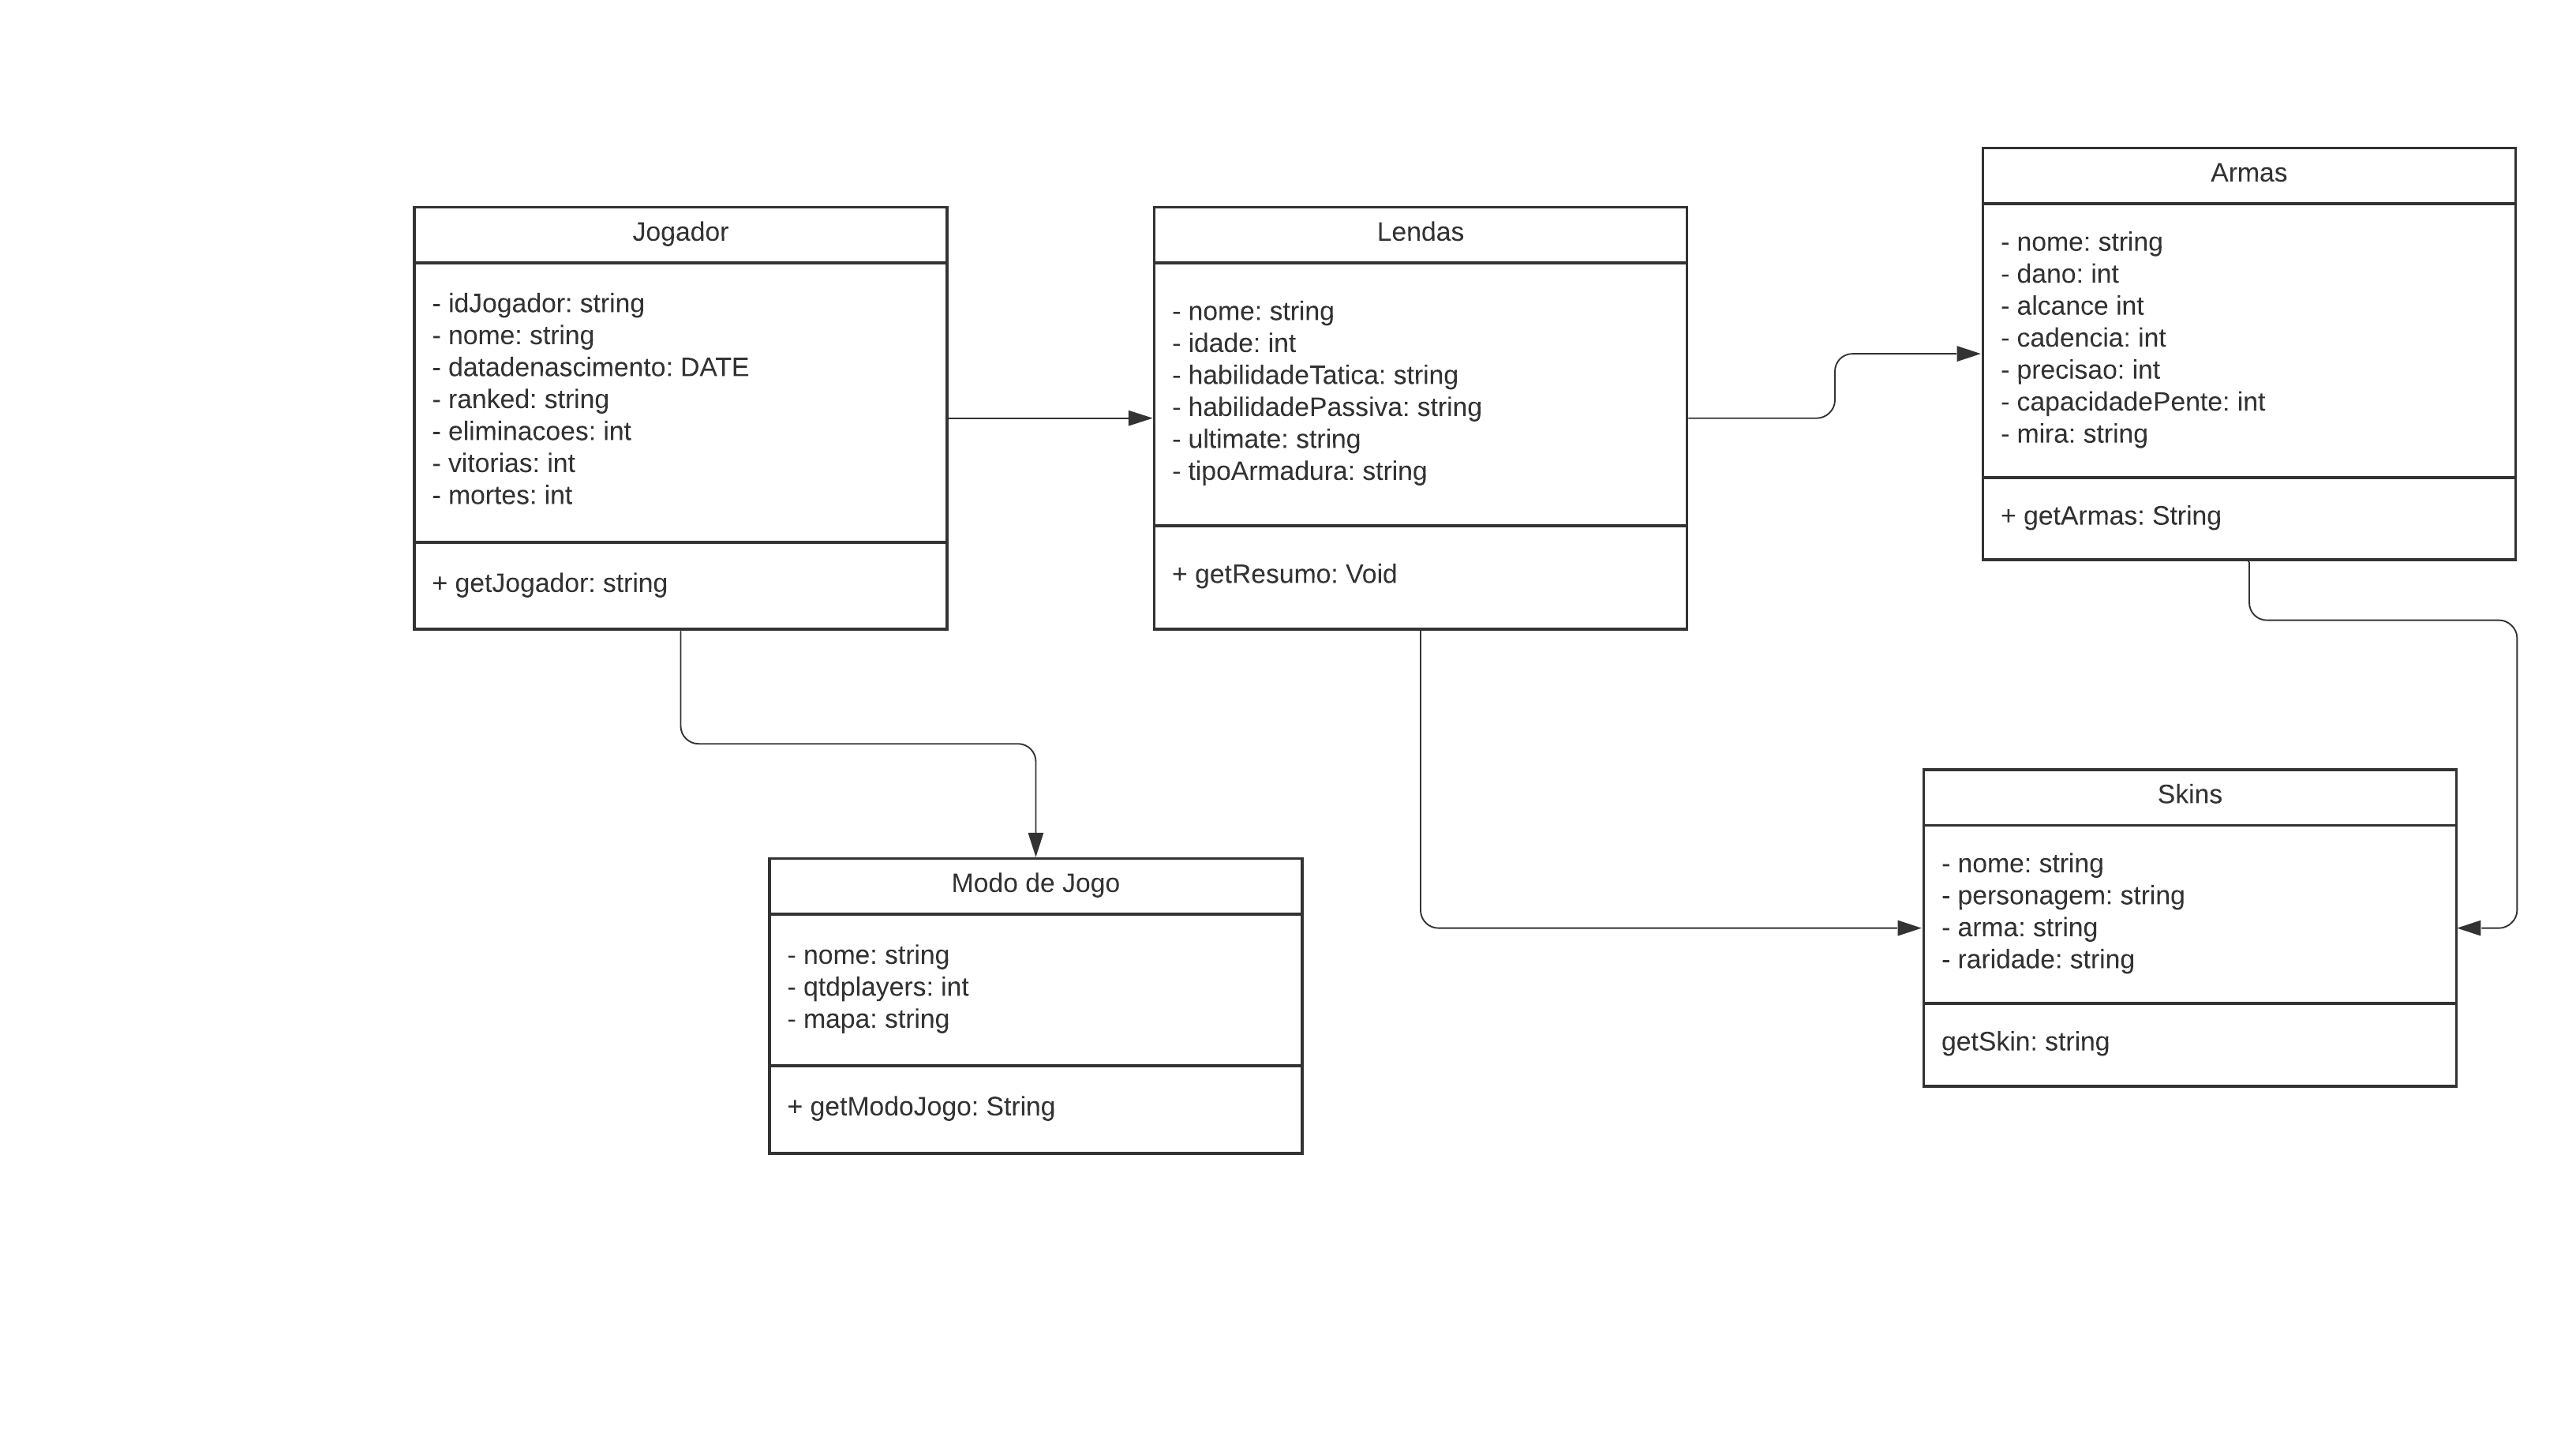 Jogador
- idJogador: string
- nome: string
- datadenascimento: DATE
- ranked: string
- eliminacoes: int
- vitorias: int
- mortes: int
+ getJogador: string
Lendas
- nome: string
- idade: int
- habilidadeTatica: string
- habilidadePassiva: string
- ultimate: string
- tipoArmadura: string
+ getResumo: Void
Armas
- nome: string
- dano: int
- alcance int
- cadencia: int
- precisao: int
- capacidadePente: int
- mira: string
+ getArmas: String
Modo de Jogo
- nome: string
- qtdplayers: int
- mapa: string
+ getModoJogo: String
Skins
- nome: string
- personagem: string
- arma: string
- raridade: string
getSkin: string